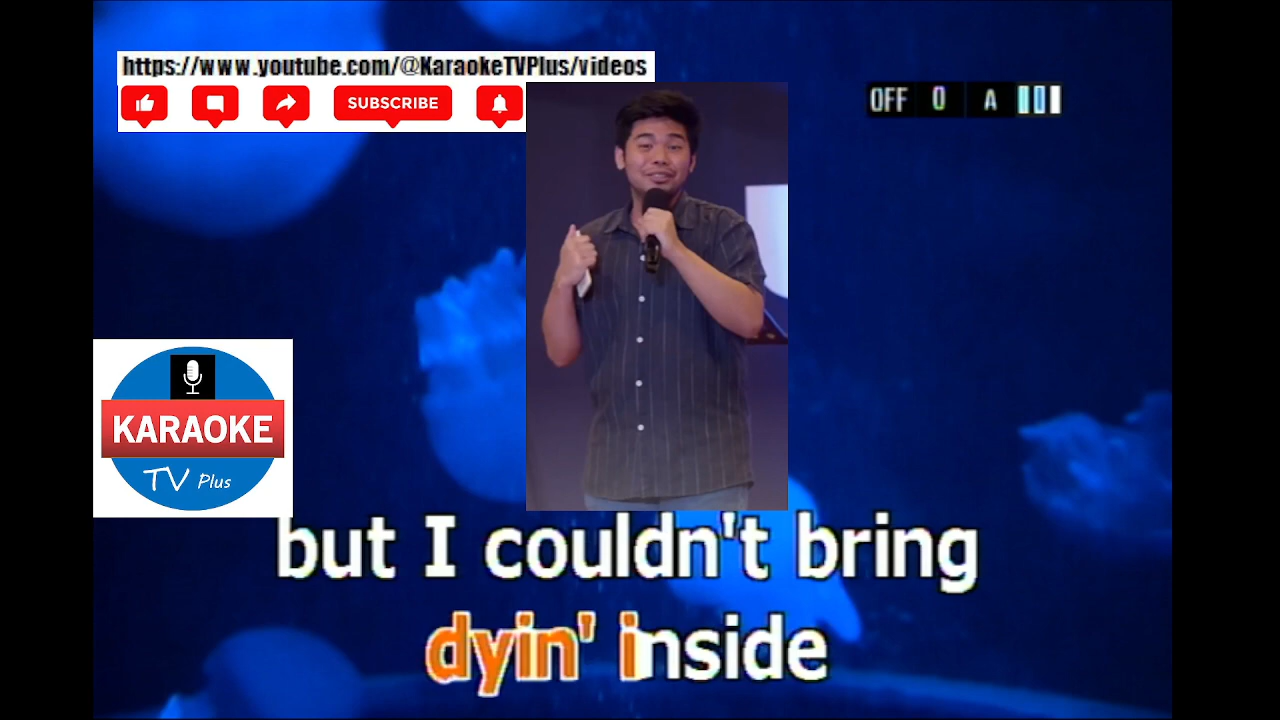 https://www.youtube.com/@KaraokeTVPlus/videos
SUBSCRIBE
OFF 0 A
KARAOKE
TV Plus
but I couldn't bring
dyin' inside